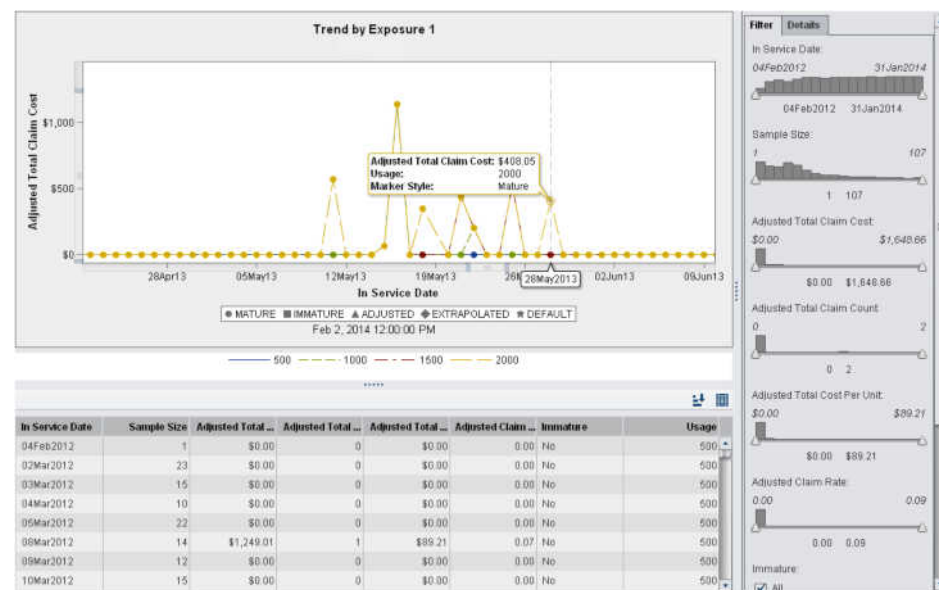 Trend by Exposure 1
Adjusted Total Claim Cost
$1,000
$500
$0
Adjusted Total Claim Cost: $408.05
Usage: 2000
Marker Style: Mature
28Apr13 05May13 12May13 19May13 02Jun13 09Jun13
28May2013
In Service Date
MATURE IMMATURE ADJUSTED EXTRAPOLATED DEFAULT
Feb 2, 2014 12:00:00 PM
500 1000 1500 2000
In Service Date Sample Size Adjusted Total ... Adjusted Total ... Adjusted Total ... Adjusted Claim ... Immature Usage
04Feb2012 1 $0.00 0 $0.00 0.00 No 500
02Mar2012 23 $0.00 0 $0.00 0.00 No 500
03Mar2012 15 $0.00 0 $0.00 0.00 No 500
04Mar2012 10 $0.00 0 $0.00 0.00 No 500
05Mar2012 22 $0.00 0 $0.00 0.00 No 500
08Mar2012 14 $1,249.01 1 $89.21 0.07 No 500
09Mar2012 12 $0.00 0 $0.00 0.00 No 500
10Mar2012 15 $0.00 0 $0.00 0.00 No 500
Filter Details
In Service Date:
04Feb2012 31Jan2014
04Feb2012 31Jan2014
Sample Size:
1 107
1 107
Adjusted Total Claim Cost:
$0.00 $1,648.66
$0.00 $1,648.66
Adjusted Total Claim Count:
0 2
0 2
Adjusted Total Cost Per Unit:
$0.00 $89.21
$0.00 $89.21
Adjusted Claim Rate:
0.00 0.09
0.00 0.09
Immature:
All